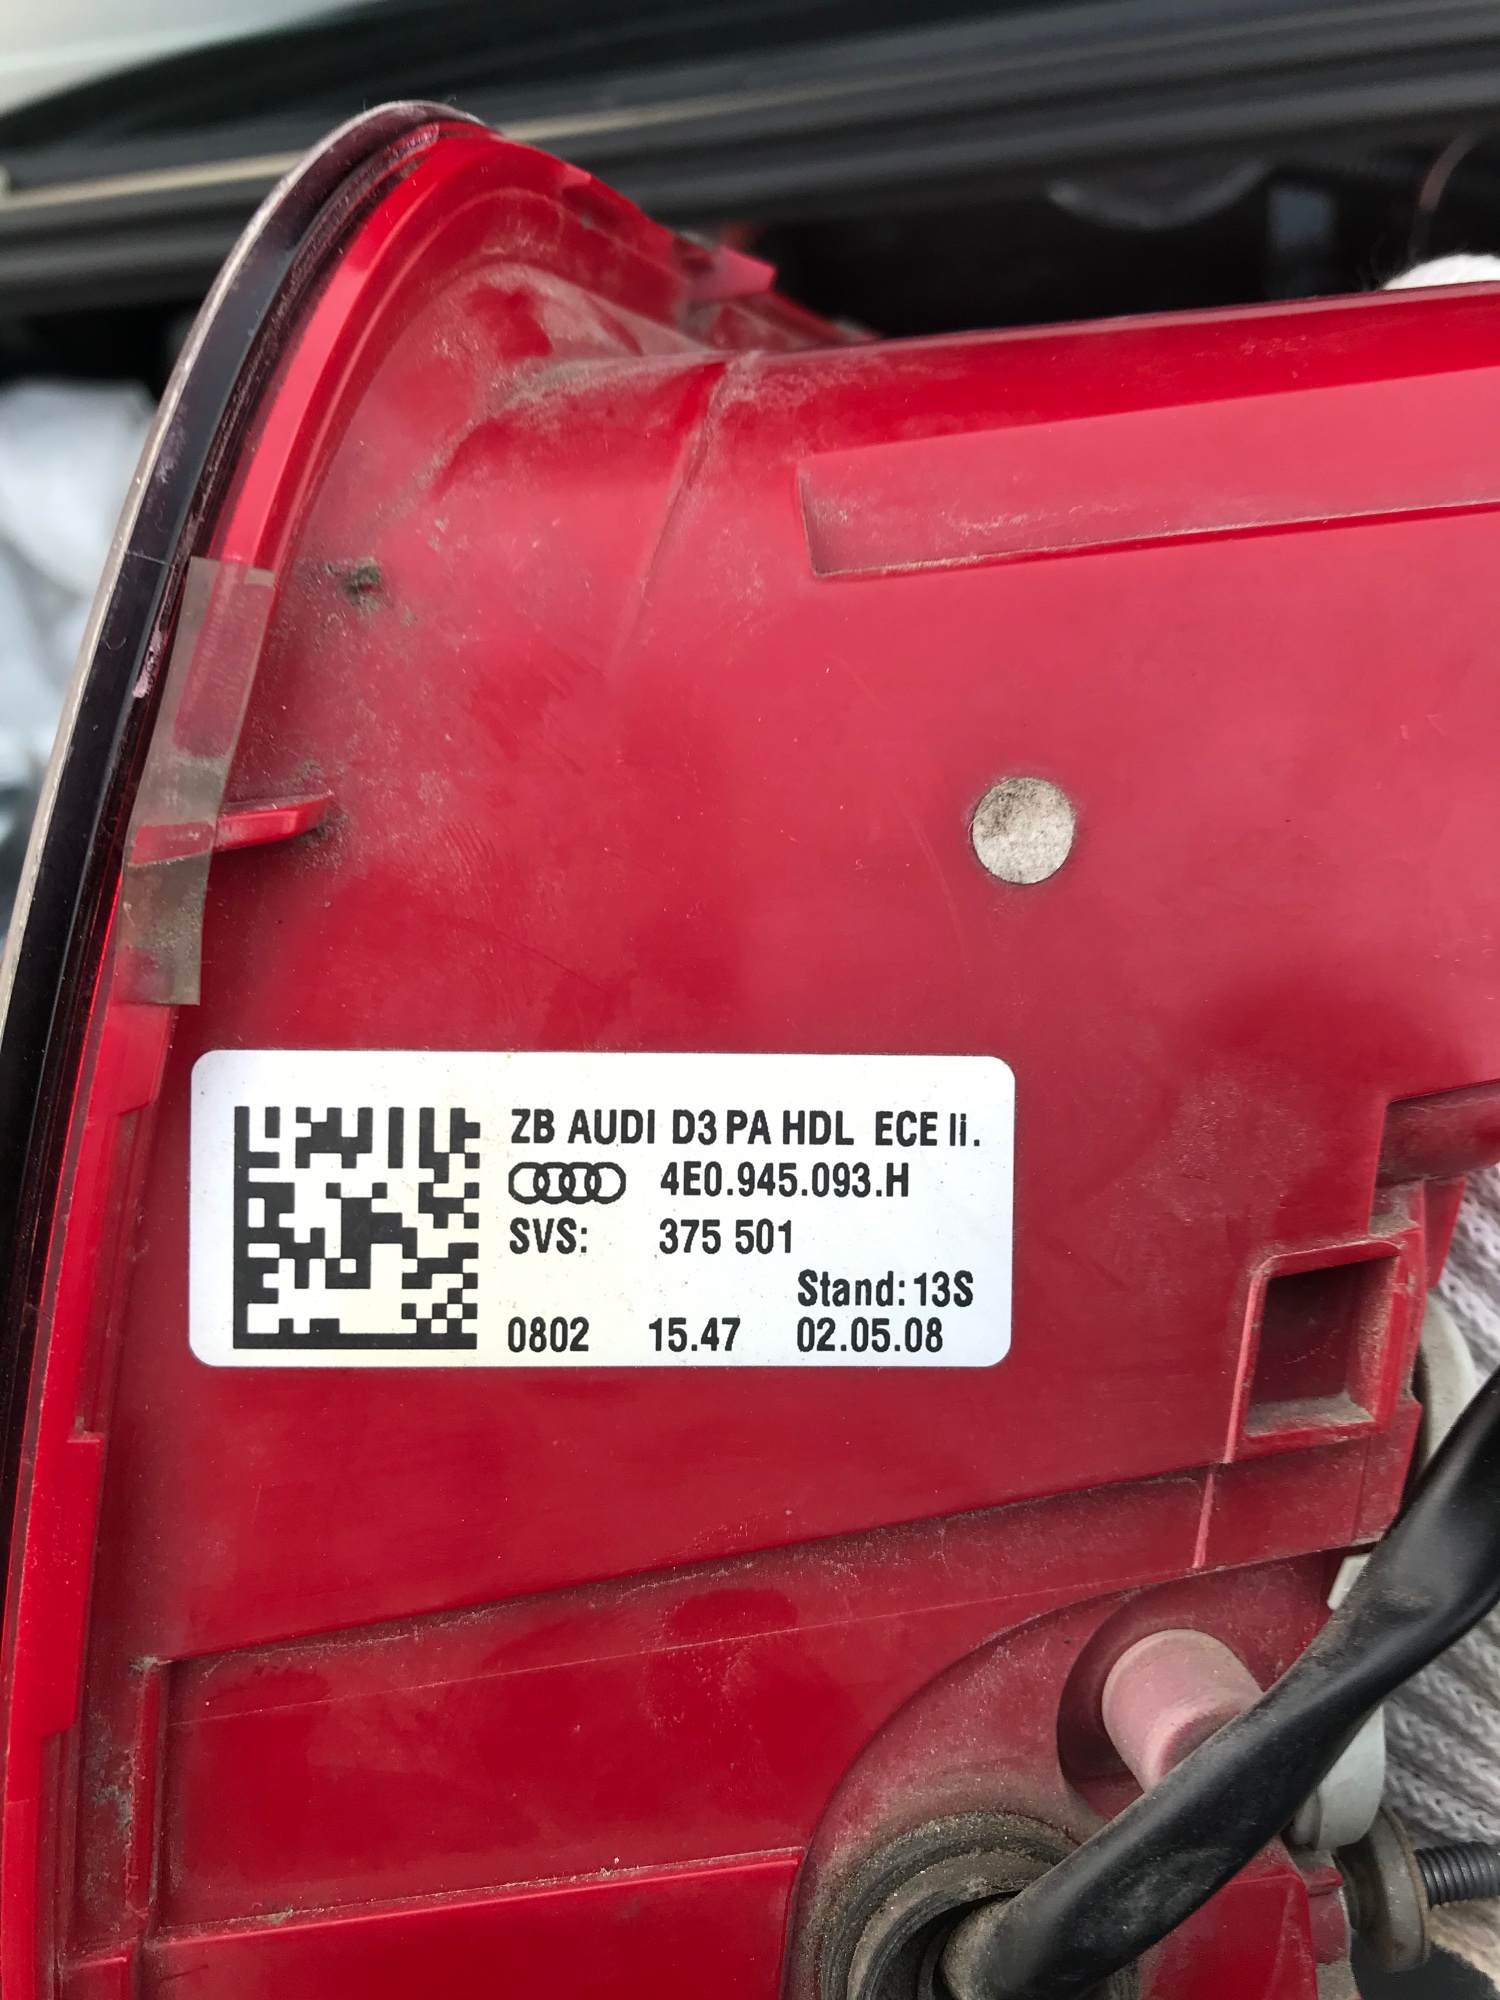 ZB AUDI D3 PA HDL ECE li.
4E0.945.093.H
SVS: 375 501
Stand: 13S
0802 15.47 02.05.08